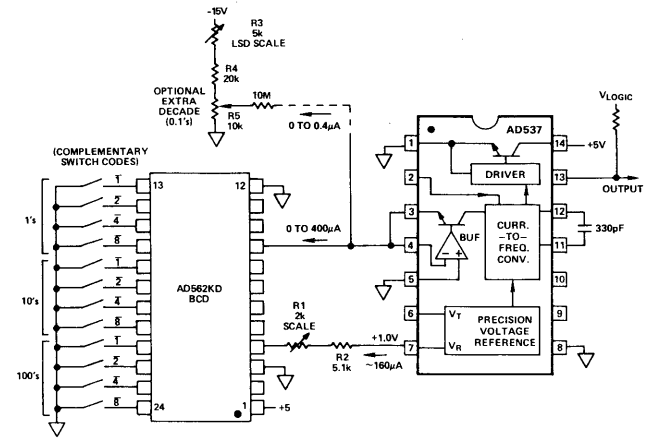 -15V
R3
5k
LSD SCALE
R4
20k
OPTIONAL
EXTRA
DECADE
(0.1's)
R5
10k
10M
0 TO 0.4μA
VLOGIC
AD537
1
14
+5V
DRIVER
2
13
OUTPUT
(COMPLEMENTARY
SWITCH CODES)
1's
1̅
2̅
4̅
8̅
10's
1̅
2̅
4̅
8̅
100's
1̅
2̅
4̅
8̅
13
12
24
1
+5
AD562KD
BCD
0 TO 400μA
3
4
BUF
- +
CURR.
-TO-
FREQ.
CONV.
12
11
330pF
5
10
6
VT
PRECISION
VOLTAGE
REFERENCE
9
7
VR
8
R1
2k
SCALE
R2
5.1k
+1.0V
~160μA